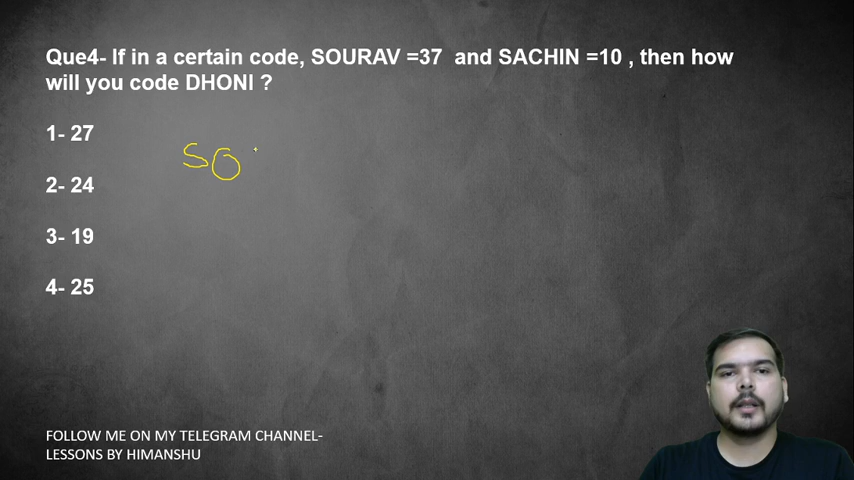 Que4- If in a certain code, SOURAV =37  and SACHIN =10 , then how
will you code DHONI ?
1- 27
SO
2- 24
3- 19
4- 25
FOLLOW ME ON MY TELEGRAM CHANNEL-
LESSONS BY HIMANSHU